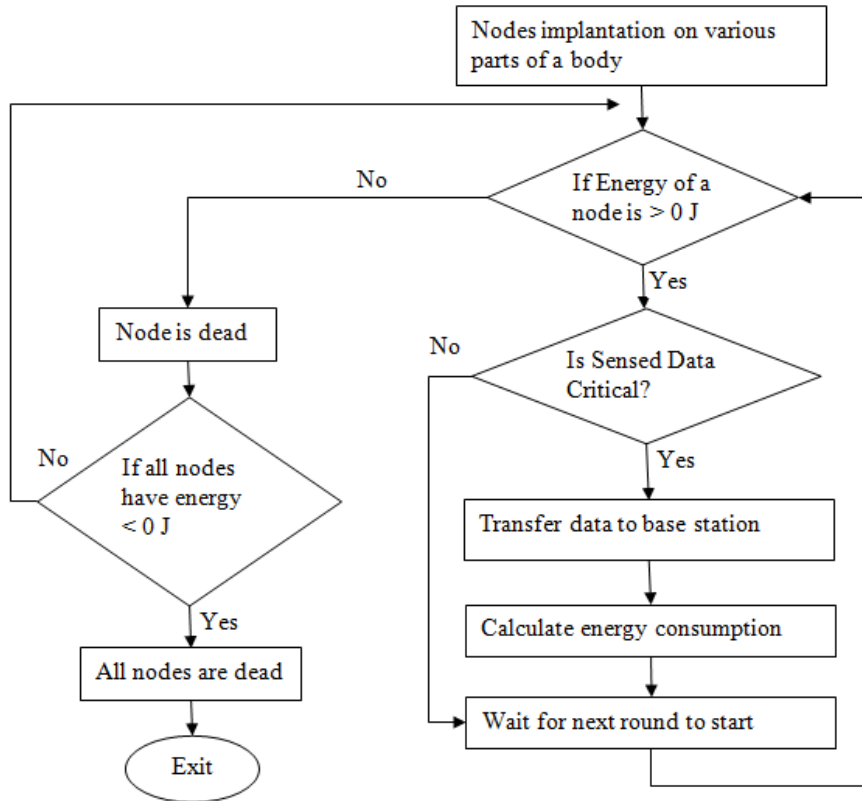 Nodes implantation on various
parts of a body
If Energy of a
node is > 0 J
No
Yes
Node is dead
Is Sensed Data
Critical?
No
Yes
If all nodes
have energy
< 0 J
No
Yes
Transfer data to base station
Calculate energy consumption
All nodes are dead
Wait for next round to start
Exit